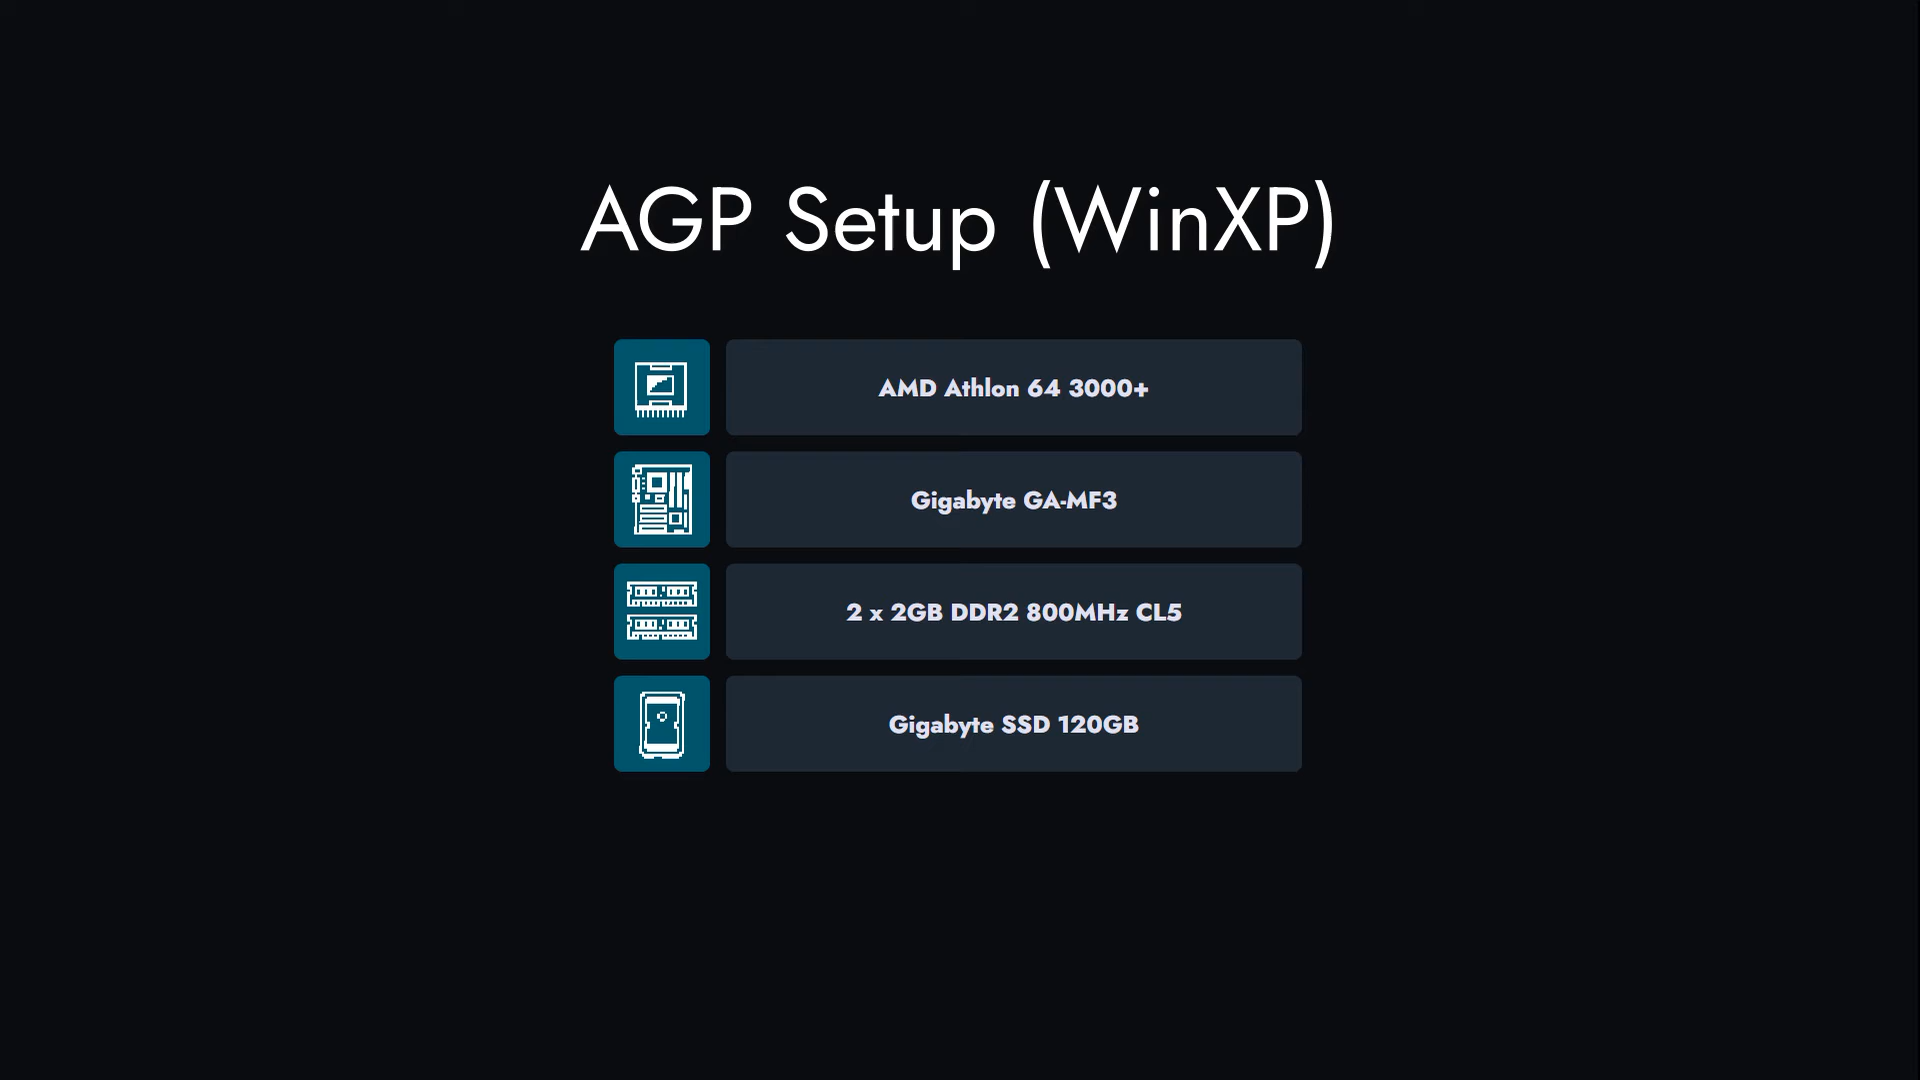 AGP Setup (WinXP)
AMD Athlon 64 3000+
Gigabyte GA-MF3
2 x 2GB DDR2 800MHz CL5
Gigabyte SSD 120GB